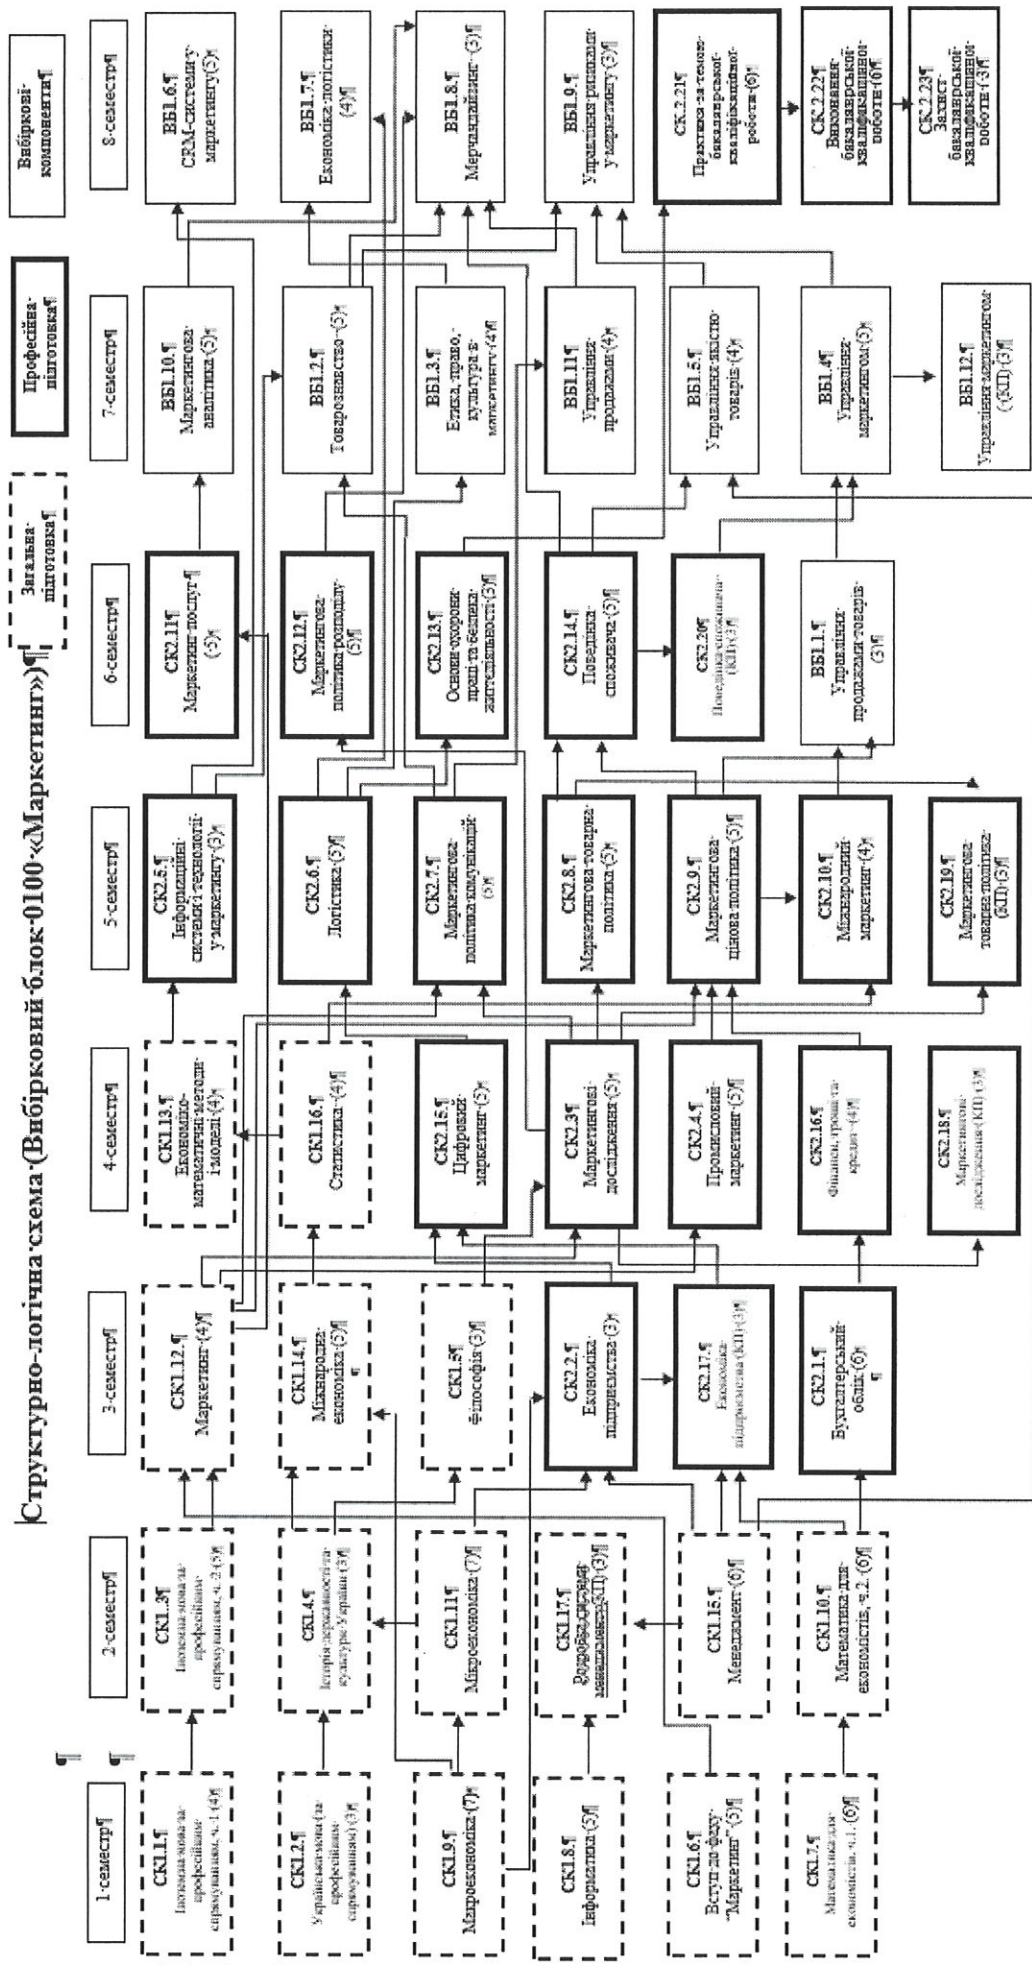 Структурно-логічна·схема·(Вибірковий·блок·0100·«Маркетинг»)¶
Загальна·
підготовка¶
Професійна·
підготовка¶
Вибіркові·
компоненти¶
1·семестр¶
2·семестр¶
3·семестр¶
4·семестр¶
5·семестр¶
6·семестр¶
7·семестр¶
8·семестр¶
¶
¶
СК1.1.¶
Іноземна·мова·за·
професійним·
спрямуванням,·ч.·1·(4)¶
СК1.2.¶
Українська·мова·(за·
професійним·
спрямуванням)·(3)¶
СК1.9.¶
Макроекономіка·(7)¶
СК1.8.¶
Інформатика·(5)¶
СК1.6.¶
Вступ·до·фаху·
"Маркетинг"·(5)¶
СК1.7.¶
Математика·для·
економістів,·ч.1.·(6)¶
СК1..3¶
Іноземна·мова·за·
професійним·
спрямуванням,·ч.·2·(5)¶
СК1.4.¶
Історія·державності·та·
культури·України·(3)¶
СК1.11¶
Мікроекономіка·(7)¶
СК1.17.¶
менеджменту(КП)·(3)¶
СК1.15.¶
Менеджмент·(6)¶
СК1.10.¶
Математика·для·
економістів,·ч.2.·(6)¶
СК1.12.¶
Маркетинг·(4)¶
СК1.14.¶
Міжнародна·
економіка·(5)¶
¶
СК1.5¶
Філософія·(3)¶
СК2.2.¶
Економіка·
підприємства·(3)¶
СК2.17.¶
Економіка·
підприємства·(КП)·(3)¶
СК2.1.¶
Бухгалтерський·
облік·(6)¶
¶
СК1.13.¶
Економіко-
математичні·методи·
і·моделі·(4)¶
СК1.16.¶
Статистика··(4)¶
СК2.15.¶
Цифровий·
маркетинг·(5)¶
СК2.3¶
Маркетингові·
дослідження·(5)¶
СК2.4.¶
Промисловий·
маркетинг·(5)¶
СК2.16.¶
Фінанси,·гроші·та·
кредит··(4)¶
СК2.18.¶
Маркетингові·
дослідження·(КП)·(3)¶
СК2.5.¶
Інформаційні·
системи·і·технології·
у·маркетингу·(3)¶
СК2.6.¶
Логістика·(5)¶
СК2.7.¶
Маркетингова·
політика·комунікацій·
(5)¶
СК2.8.¶
Маркетингова·товарна·
політика·(5)¶
СК2.9.¶
Маркетингова·
цінова·політика·(5)¶
СК2.10.¶
Міжнародний·
маркетинг·(4)¶
СК2.19.¶
Маркетингова·
товарна·політика·
(КП)·(3)¶
СК2.11¶
Маркетинг·послуг·¶
(·5)¶
СК2.12.¶
Маркетингова·
політика·розподілу·
(5)¶
СК2.13.¶
Основи·охорони·
праці·та·безпека·
життєдіяльності·(3)¶
СК2.14.¶
Поведінка·
споживача·(5)¶
СК2.20¶
Поведінка·споживача·
(КП)·(3)¶
ВБ1.1.¶
Управління·
продажами·товарів·
(3)¶
ВБ1.10.¶
Маркетингова·
аналітика·(5)¶
ВБ1.2.¶
Товарознавство··(5)¶
ВБ1.3.¶
Етика,·право,·
культура·в·
маркетингу·(4)¶
ВБ1.11¶
Управління·
продажами·(4)¶
ВБ1.5.¶
Управління·якістю·
товарів·(4)¶
ВБ1.4¶
Управління·
маркетингом·(5)¶
ВБ1.12.¶
Управління·маркетингом·
(·(КП)·(3)¶
ВБ1.6.¶
CRM-системи·у·
маркетингу(5)¶
ВБ1.7.¶
Економіка·логістики·
(4)¶
ВБ1.8.¶
Мерчандайзинг··(3)¶
ВБ1.9.¶
Управління·ризиками·
у·маркетингу·(3)¶
СК.2.21¶
Практика·за·темою·
бакалаврської·
кваліфікаційної·
роботи·(6)¶
СК2.22¶
Виконання·
бакалаврської·
кваліфікаційної·
роботи·(6)¶
СК.2.23¶
Захист·
бакалаврської·
кваліфікаційної·
роботи·(3)¶